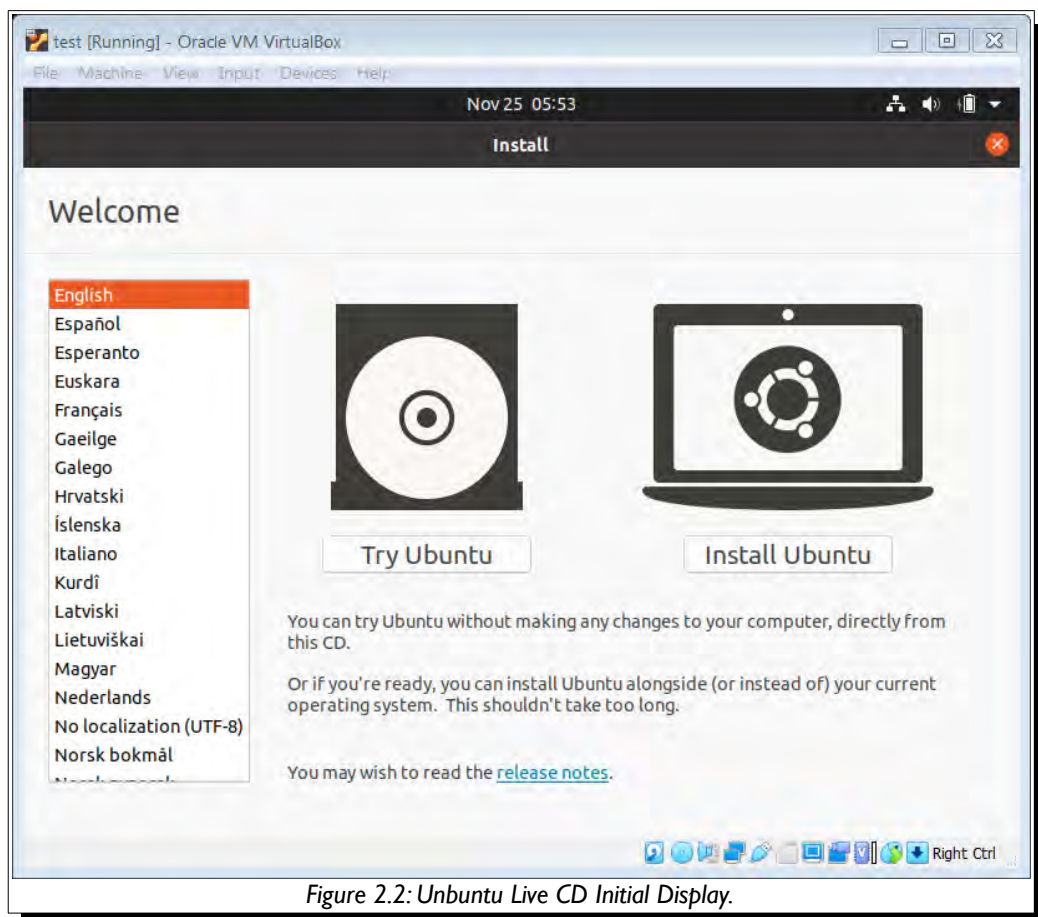 test [Running] - Oracle VM VirtualBox
File Machine View Input Devices Help
Nov 25 05:53
Install
Welcome
English
Español
Esperanto
Euskara
Français
Gaeilge
Galego
Hrvatski
Íslenska
Italiano
Kurdî
Latviski
Lietuviškai
Magyar
Nederlands
No localization (UTF-8)
Norsk bokmål
Try Ubuntu
Install Ubuntu
You can try Ubuntu without making any changes to your computer, directly from
this CD.
Or if you're ready, you can install Ubuntu alongside (or instead of) your current
operating system. This shouldn't take too long.
You may wish to read the release notes.
Right Ctrl
Figure 2.2: Unbuntu Live CD Initial Display.